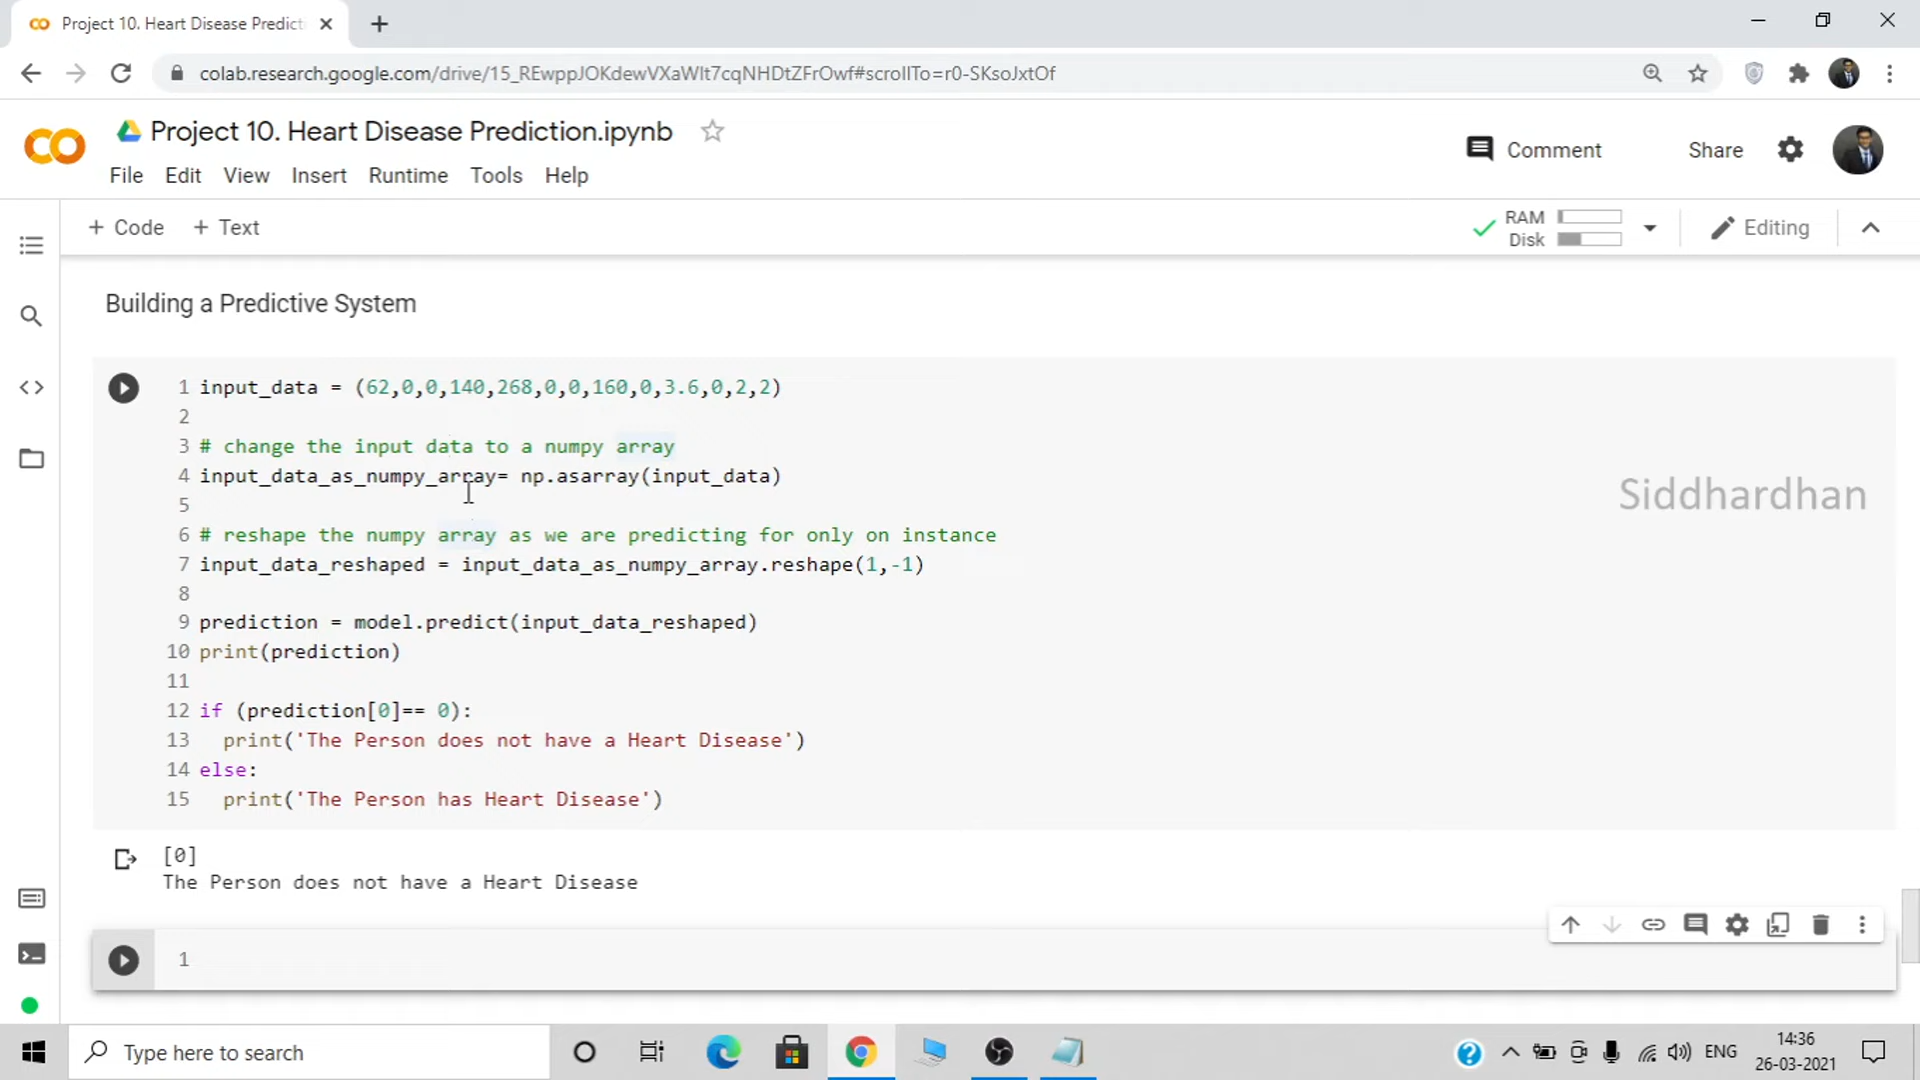 Project 10. Heart Disease Predicti
colab.research.google.com/drive/15_REwppJOKdewVXaWIt7cqNHDtZFrOwf#scrollTo=r0-SKsoJxtOf
Project 10. Heart Disease Prediction.ipynb
Comment
Share
File Edit View Insert Runtime Tools Help
+ Code + Text
RAM
Disk
Editing
Building a Predictive System
1 input_data = (62,0,0,140,268,0,0,160,0,3.6,0,2,2)
2
3 # change the input data to a numpy array
4 input_data_as_numpy_array= np.asarray(input_data)
5
6 # reshape the numpy array as we are predicting for only on instance
7 input_data_reshaped = input_data_as_numpy_array.reshape(1,-1)
8
9 prediction = model.predict(input_data_reshaped)
10 print(prediction)
11
12 if (prediction[0]== 0):
13   print('The Person does not have a Heart Disease')
14 else:
15   print('The Person has Heart Disease')
Siddhardhan
[0]
The Person does not have a Heart Disease
1
Type here to search
ENG
14:36
26-03-2021